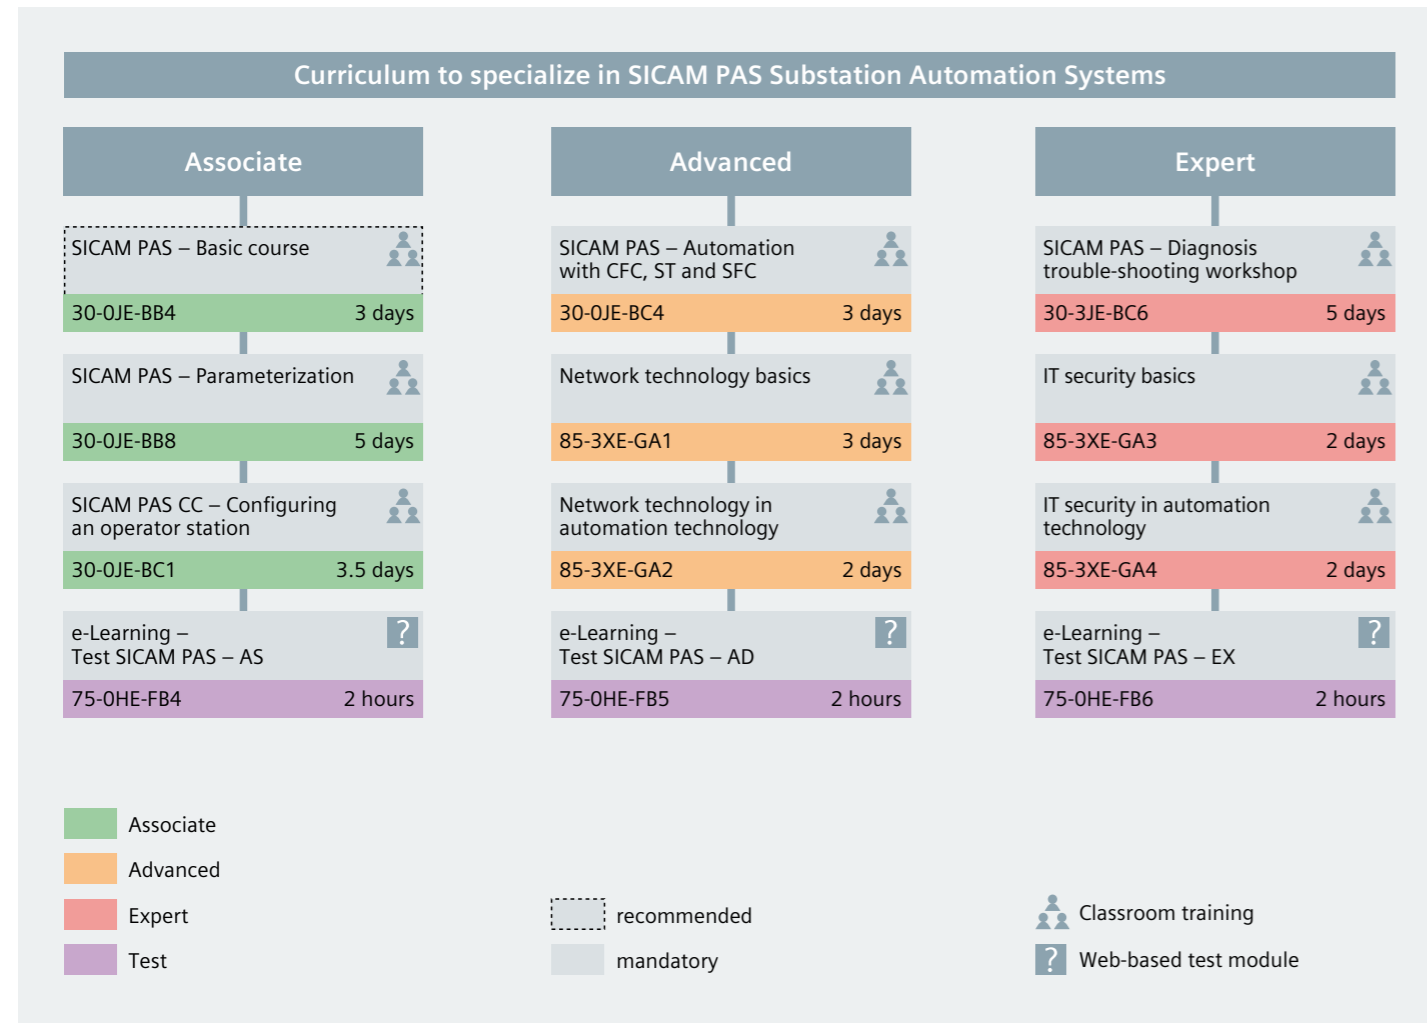 Curriculum to specialize in SICAM PAS Substation Automation Systems
Associate
SICAM PAS – Basic course
30-0JE-BB4 3 days
SICAM PAS – Parameterization
30-0JE-BB8 5 days
SICAM PAS CC – Configuring
an operator station
30-0JE-BC1 3.5 days
e-Learning –
Test SICAM PAS – AS
?
75-0HE-FB4 2 hours
Advanced
SICAM PAS – Automation
with CFC, ST and SFC
30-0JE-BC4 3 days
Network technology basics
85-3XE-GA1 3 days
Network technology in
automation technology
85-3XE-GA2 2 days
e-Learning –
Test SICAM PAS – AD
?
75-0HE-FB5 2 hours
Expert
SICAM PAS – Diagnosis
trouble-shooting workshop
30-3JE-BC6 5 days
IT security basics
85-3XE-GA3 2 days
IT security in automation
technology
85-3XE-GA4 2 days
e-Learning –
Test SICAM PAS – EX
?
75-0HE-FB6 2 hours
Associate
Advanced
Expert
Test
recommended
mandatory
Classroom training
? Web-based test module